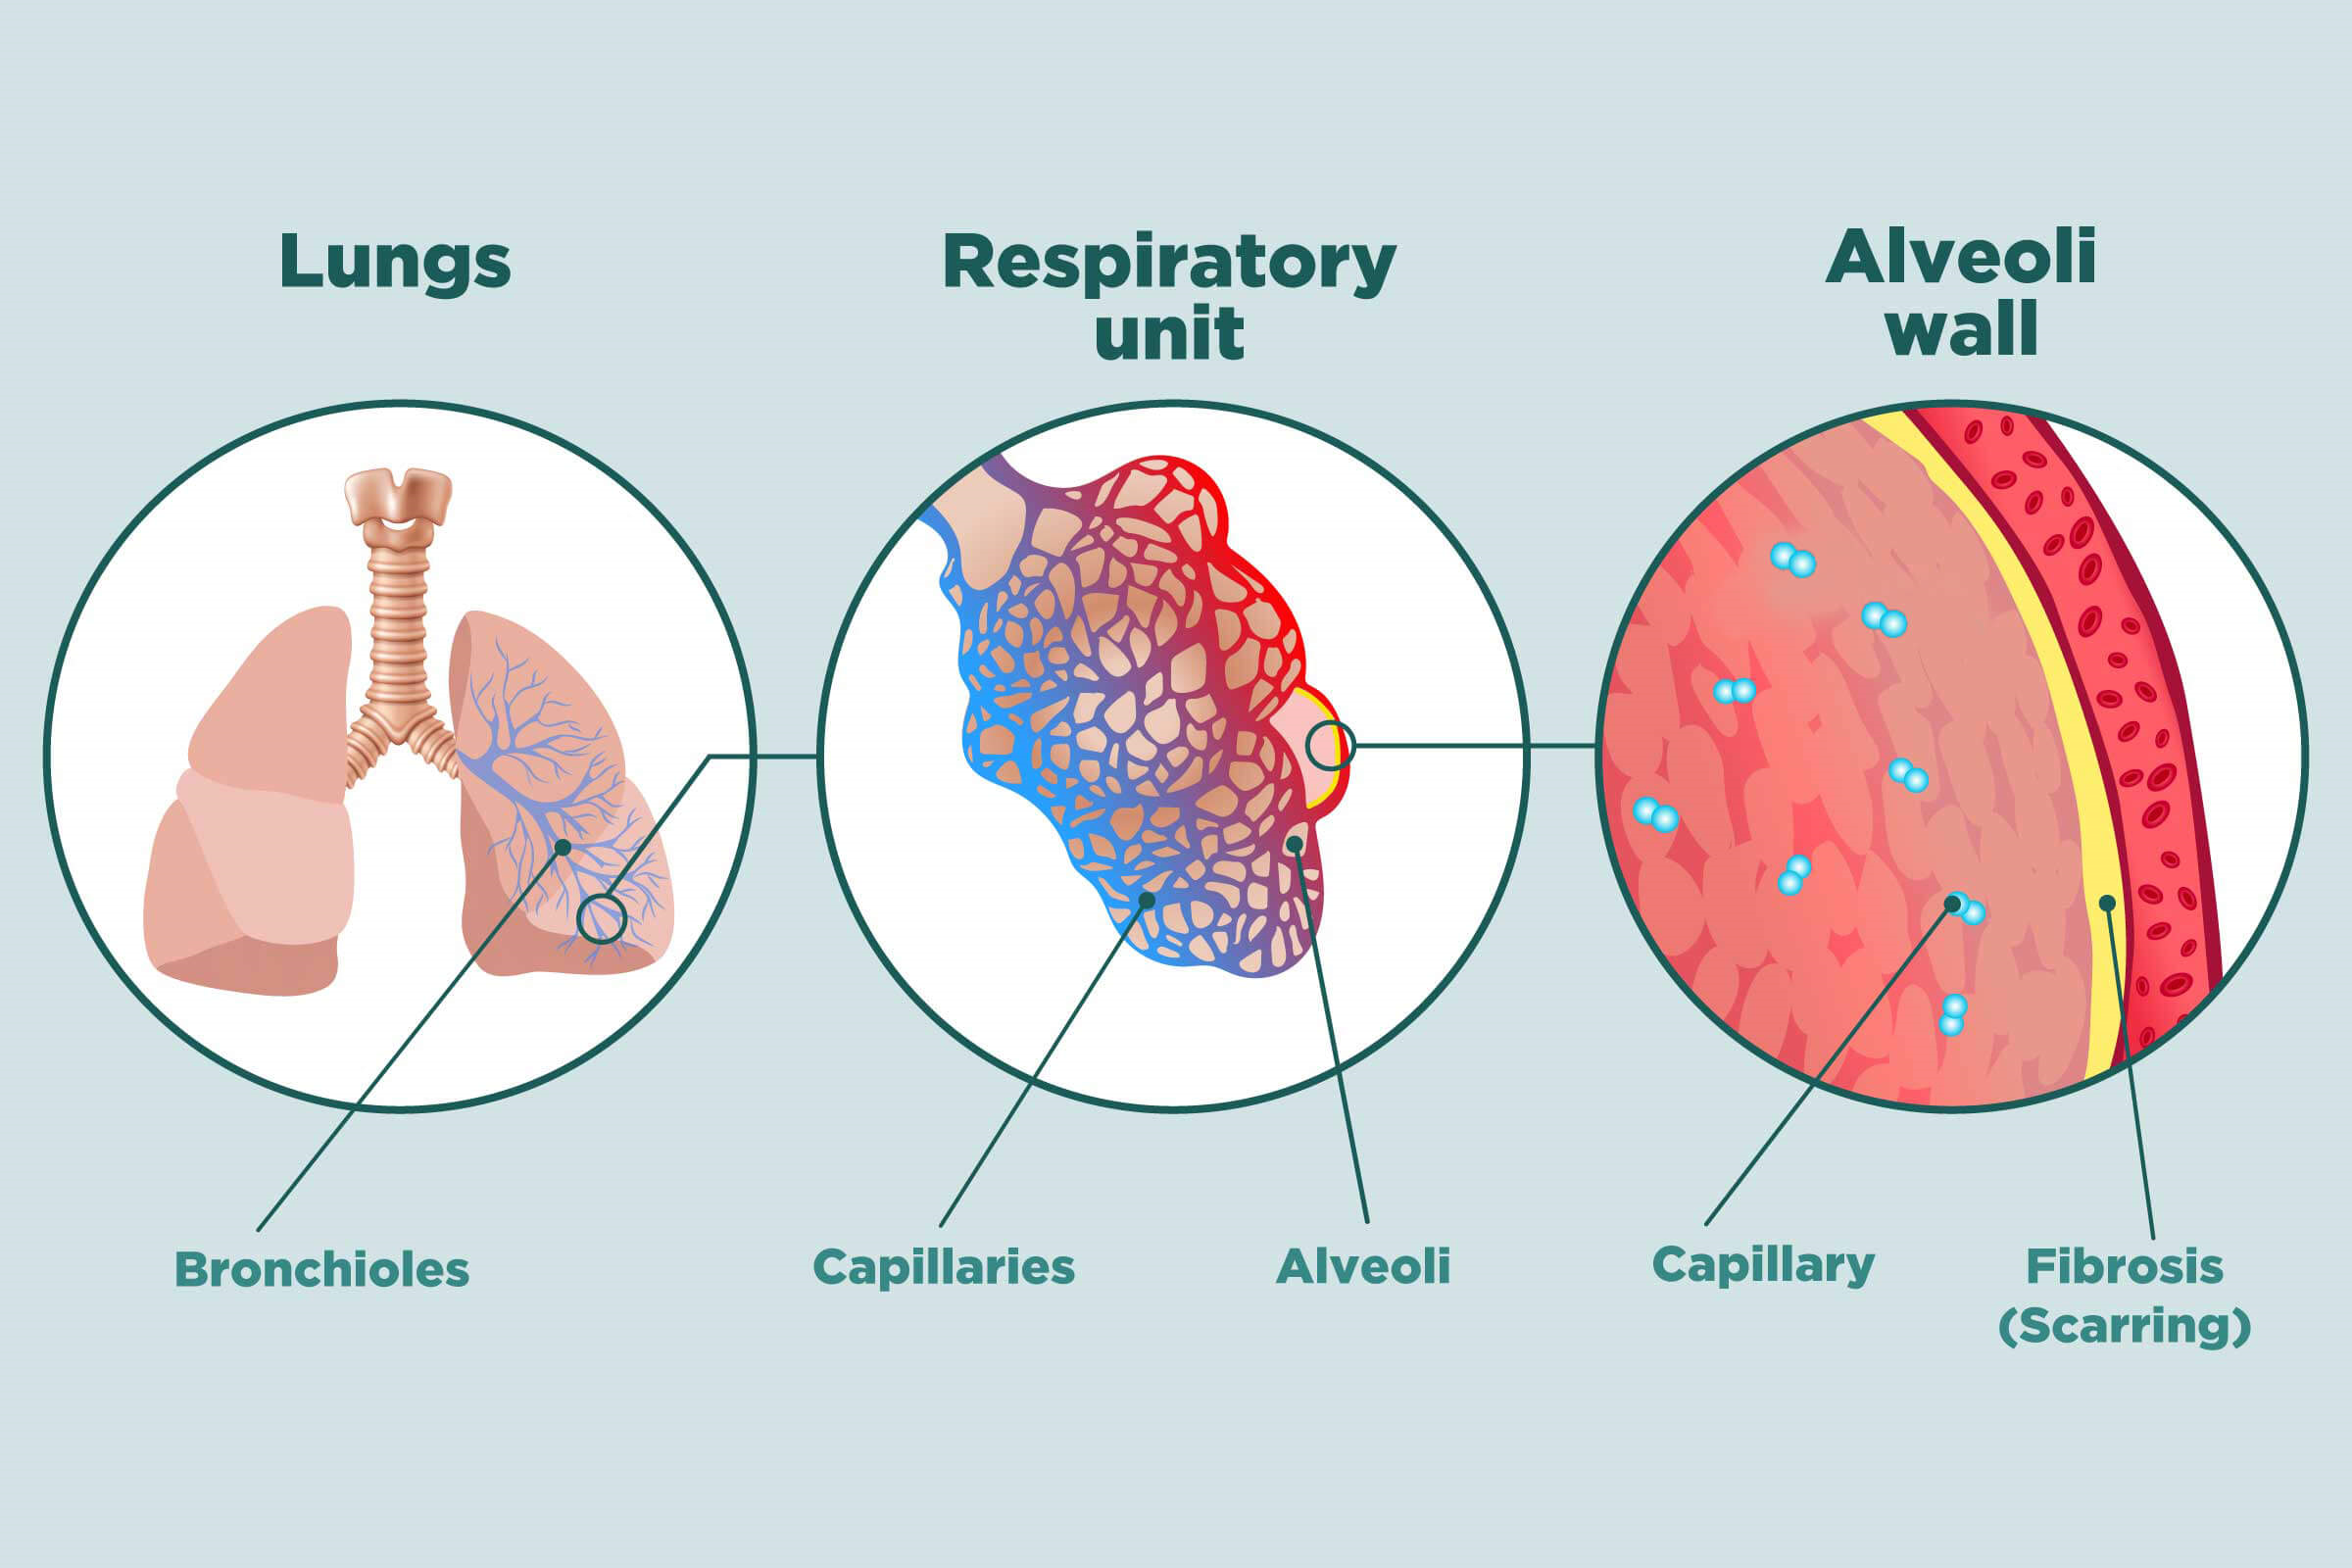 Lungs
Respiratory
unit
Alveoli
wall
Bronchioles
Capillaries
Alveoli
Capillary
Fibrosis
(Scarring)